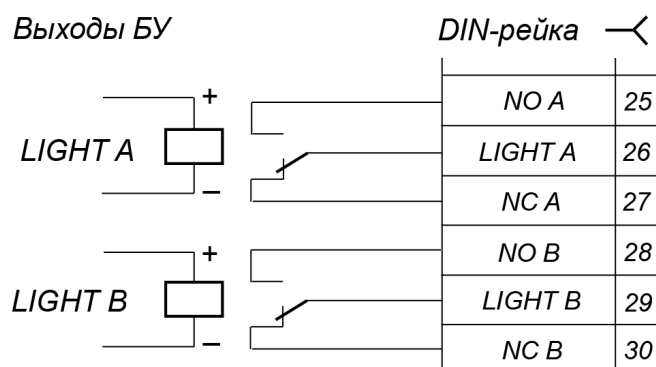 Выходы БУ
DIN-рейка
+
NO A 25
LIGHT A
LIGHT A 26
−
NC A 27
+
NO B 28
LIGHT B
LIGHT B 29
−
NC B 30